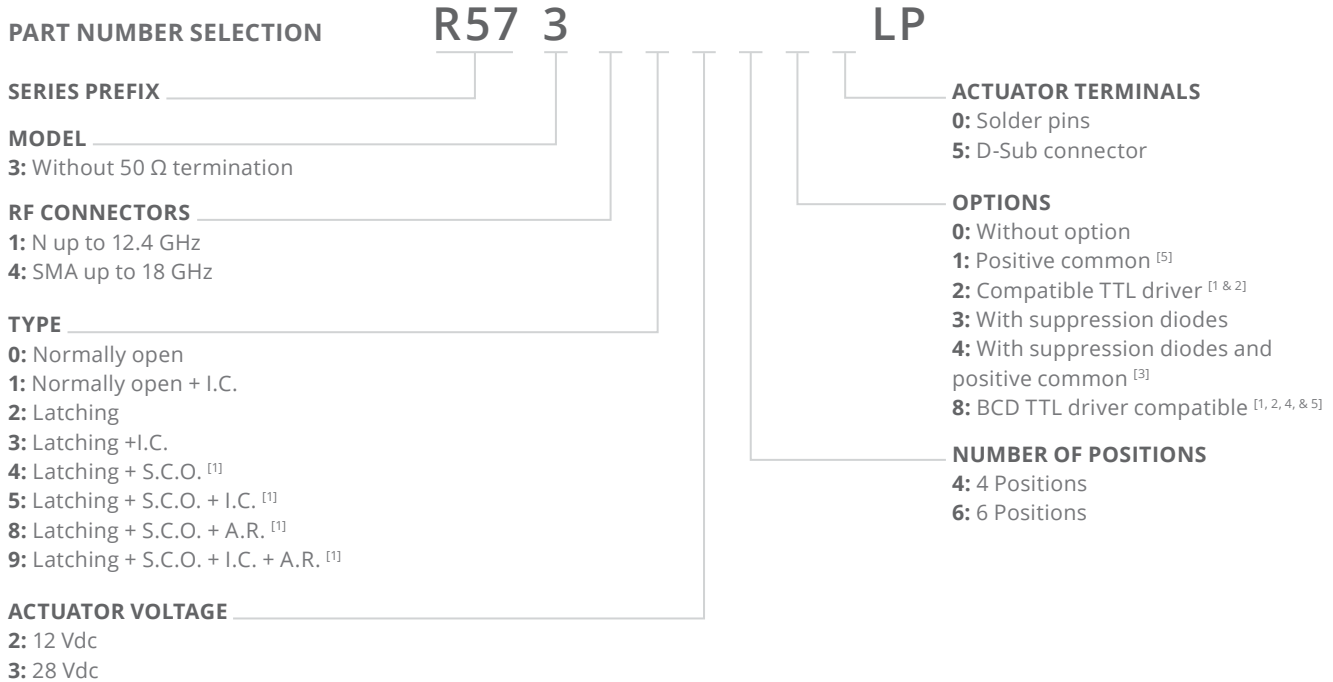 PART NUMBER SELECTION R57 3 LP
SERIES PREFIX
MODEL
3: Without 50 Ω termination
RF CONNECTORS
1: N up to 12.4 GHz
4: SMA up to 18 GHz
TYPE
0: Normally open
1: Normally open + I.C.
2: Latching
3: Latching +I.C.
4: Latching + S.C.O. [1]
5: Latching + S.C.O. + I.C. [1]
8: Latching + S.C.O. + A.R. [1]
9: Latching + S.C.O. + I.C. + A.R. [1]
ACTUATOR VOLTAGE
2: 12 Vdc
3: 28 Vdc
ACTUATOR TERMINALS
0: Solder pins
5: D-Sub connector
OPTIONS
0: Without option
1: Positive common [5]
2: Compatible TTL driver [1 & 2]
3: With suppression diodes
4: With suppression diodes and
positive common [3]
8: BCD TTL driver compatible [1, 2, 4, & 5]
NUMBER OF POSITIONS
4: 4 Positions
6: 6 Positions